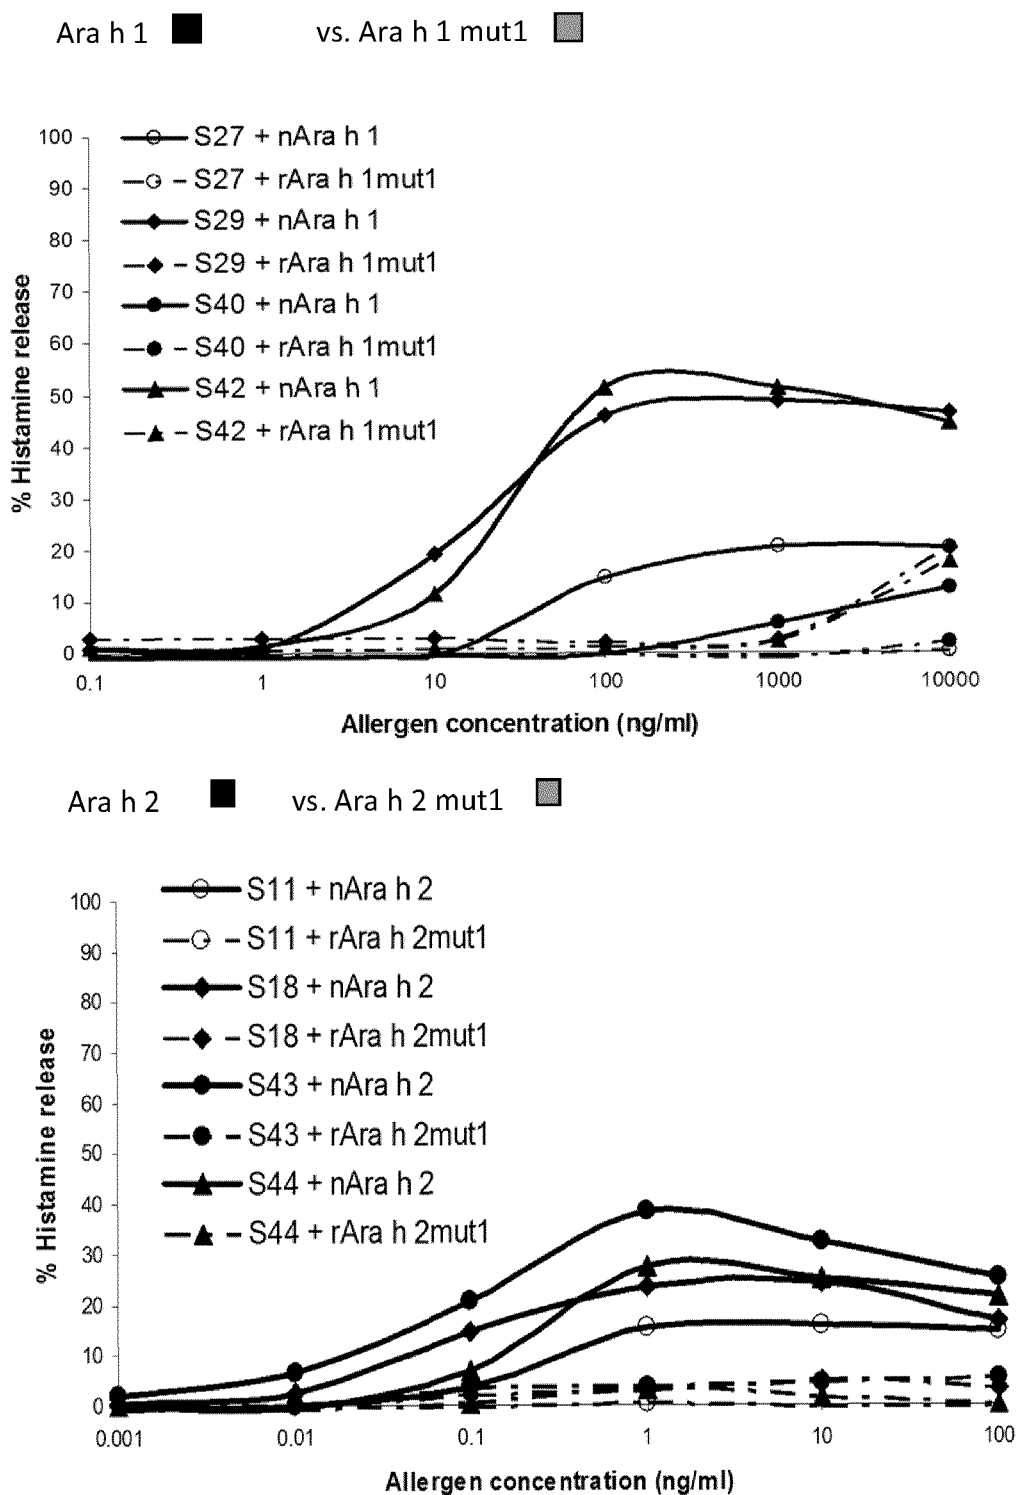 Ara h 1 vs. Ara h 1 mut1
100
90
80
70
60
50
40
30
20
10
0
% Histamine release
S27 + nAra h 1
S27 + rAra h 1mut1
S29 + nAra h 1
S29 + rAra h 1mut1
S40 + nAra h 1
S40 + rAra h 1mut1
S42 + nAra h 1
S42 + rAra h 1mut1
0.1 1 10 100 1000 10000
Allergen concentration (ng/ml)
Ara h 2 vs. Ara h 2 mut1
100
90
80
70
60
50
40
30
20
10
0
% Histamine release
S11 + nAra h 2
S11 + rAra h 2mut1
S18 + nAra h 2
S18 + rAra h 2mut1
S43 + nAra h 2
S43 + rAra h 2mut1
S44 + nAra h 2
S44 + rAra h 2mut1
0.001 0.01 0.1 1 10 100
Allergen concentration (ng/ml)